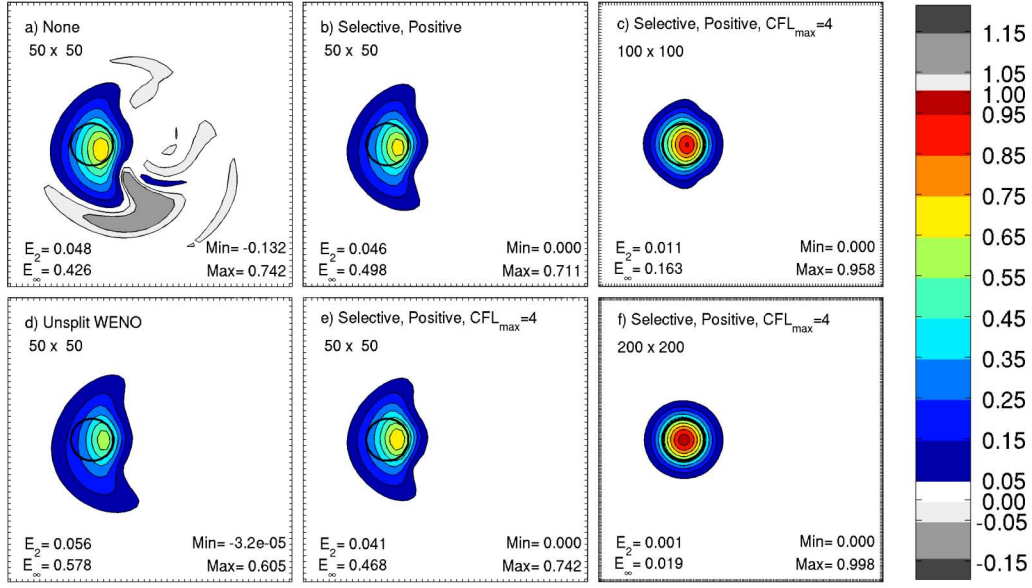 a) None
50 x 50
E₂ = 0.048
E∞ = 0.426
Min= -0.132
Max= 0.742
b) Selective, Positive
50 x 50
E₂ = 0.046
E∞ = 0.498
Min= 0.000
Max= 0.711
c) Selective, Positive, CFLmax=4
100 x 100
E₂ = 0.011
E∞ = 0.163
Min= 0.000
Max= 0.958
d) Unsplit WENO
50 x 50
E₂ = 0.056
E∞ = 0.578
Min= -3.2e-05
Max= 0.605
e) Selective, Positive, CFLmax=4
50 x 50
E₂ = 0.041
E∞ = 0.468
Min= 0.000
Max= 0.742
f) Selective, Positive, CFLmax=4
200 x 200
E₂ = 0.001
E∞ = 0.019
Min= 0.000
Max= 0.998
1.15
1.05
1.00
0.95
0.85
0.75
0.65
0.55
0.45
0.35
0.25
0.15
0.05
0.00
-0.05
-0.15